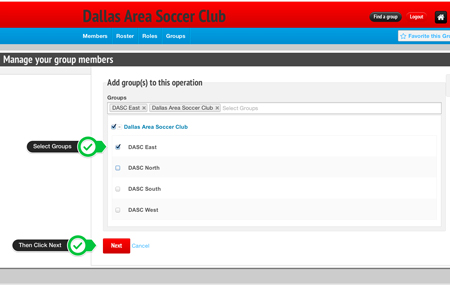 Dallas Area Soccer Club
Find a group
Logout
Members Roster Roles Groups
Favorite this Gr
Manage your group members
Add group(s) to this operation
Groups
DASC East × Dallas Area Soccer Club × Select Groups
Dallas Area Soccer Club
Select Groups
DASC East
DASC North
DASC South
DASC West
Then Click Next
Next Cancel